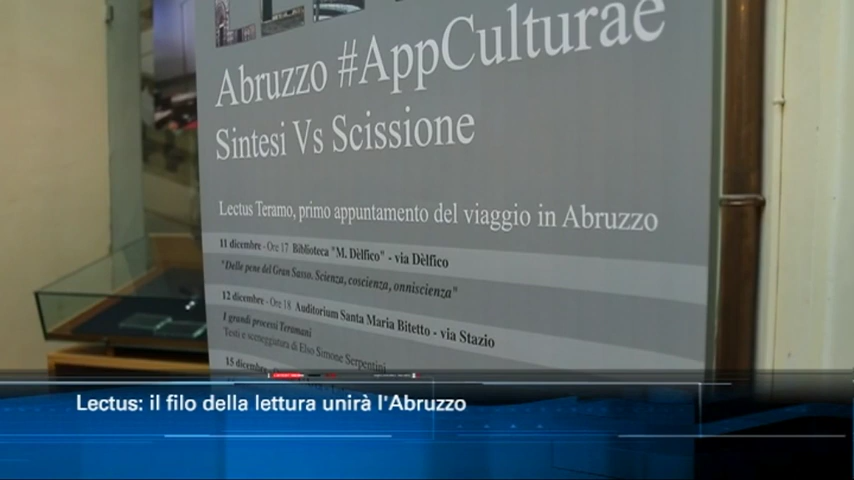 Abruzzo #AppCulturae
Sintesi Vs Scissione
Lectus Teramo, primo appuntamento del viaggio in Abruzzo
11 dicembre - Ore 17 Biblioteca "M. Dèlfico" - via Dèlfico
"Delle pene del Gran Sasso. Scienza, coscienza, onniscienza"
12 dicembre - Ore 18 Auditorium Santa Maria Bitetto - via Stazio
I grandi processi Teramani
Testi e sceneggiatura di Elso Simone Serpentini
15 dicembre
Lectus: il filo della lettura unirà l'Abruzzo